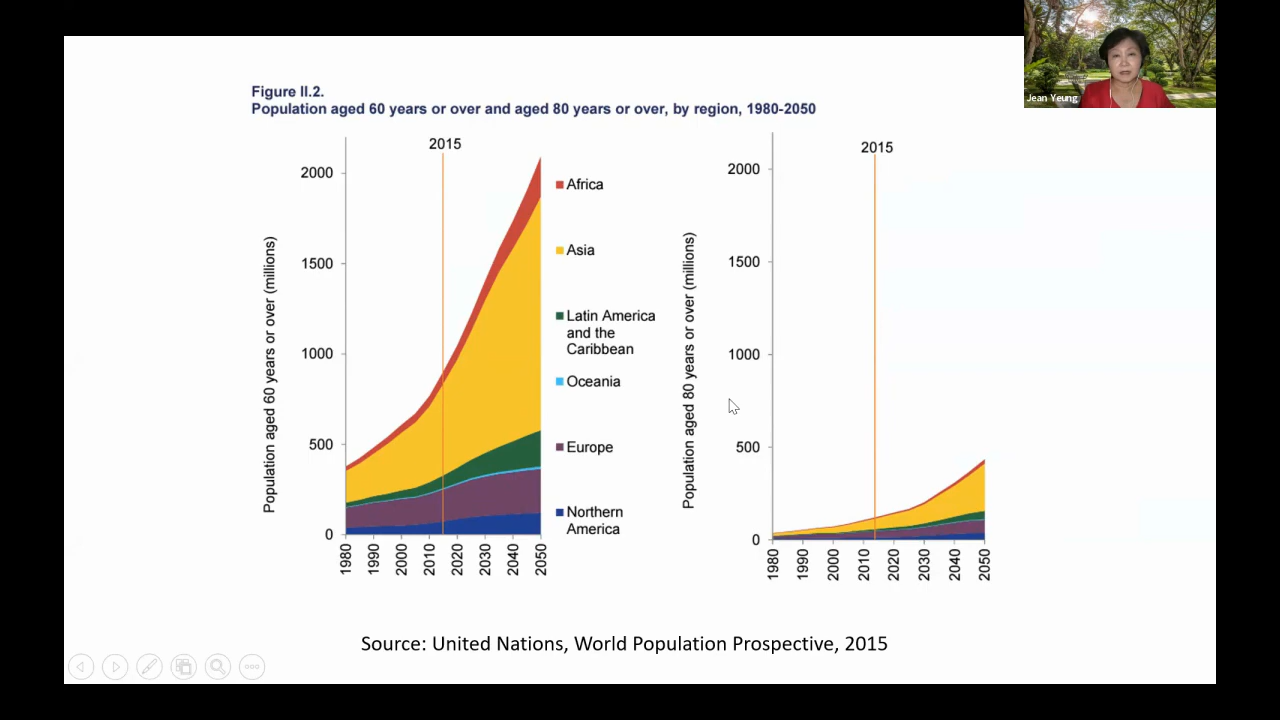 Jean Yeung
Figure II.2.
Population aged 60 years or over and aged 80 years or over, by region, 1980-2050
Population aged 60 years or over (millions)
2015
2000
1500
1000
500
0
1980
1990
2000
2010
2020
2030
2040
2050
Africa
Asia
Latin America
and the
Caribbean
Oceania
Europe
Northern
America
Population aged 80 years or over (millions)
2015
2000
1500
1000
500
0
1980
1990
2000
2010
2020
2030
2040
2050
Source: United Nations, World Population Prospective, 2015